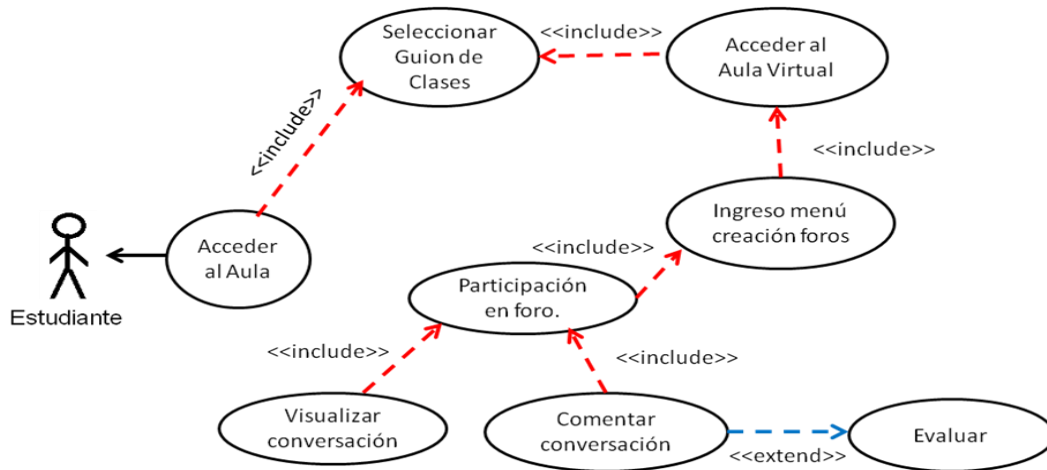 Seleccionar
Guion de
Clases
<<include>>
Acceder al
Aula Virtual
<<include>>
<<include>>
Ingreso menú
creación foros
Acceder
al Aula
Estudiante
<<include>>
Participación
en foro.
<<include>>
<<include>>
Visualizar
conversación
Comentar
conversación
<<extend>>
Evaluar